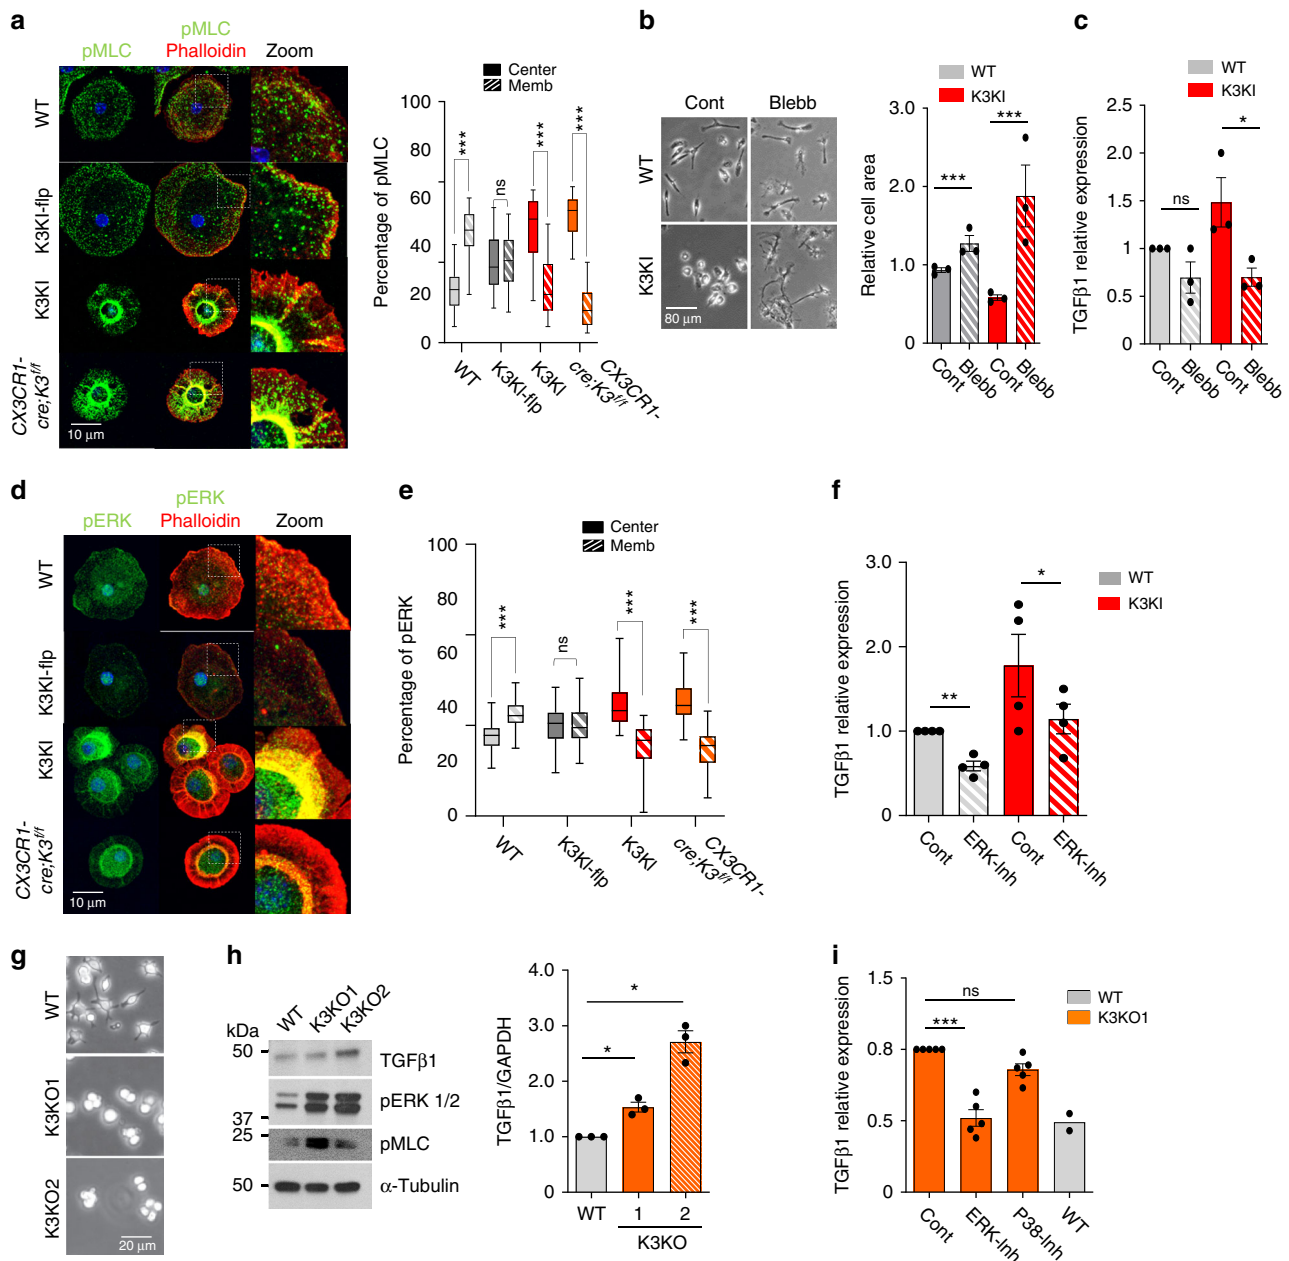 a
pMLC
pMLC
Phalloidin
Zoom
WT
K3KI-flp
K3KI
CX3CR1-
cre;K3f/f
10 µm
Center
Memb
Percentage of pMLC
100
80
60
40
20
0
***
ns
***
***
WT
K3KI-flp
K3KI
CX3CR1-
cre;K3f/f
b
Cont
Blebb
WT
K3KI
80 µm
WT
K3KI
Relative cell area
3.0
2.0
1.0
0
***
***
Cont
Blebb
Cont
Blebb
c
WT
K3KI
TGFβ1 relative expression
2.5
2
1.5
1
0.5
0
ns
*
Cont
Blebb
Cont
Blebb
d
pERK
pERK
Phalloidin
Zoom
WT
K3KI-flp
K3KI
CX3CR1-
cre;K3f/f
10 µm
e
Center
Memb
Percentage of pERK
100
80
60
40
20
0
***
ns
***
***
WT
K3KI-flp
K3KI
CX3CR1-
cre;K3f/f
f
WT
K3KI
TGFβ1 relative expression
3.0
2.0
1.0
0
**
*
Cont
ERK-Inh
Cont
ERK-Inh
g
WT
K3KO1
K3KO2
20 µm
h
kDa
WT
K3KO1
K3KO2
50
37
25
50
TGFβ1
pERK 1/2
pMLC
α-Tubulin
TGFβ1/GAPDH
4.0
3.0
2.0
1.0
0
*
*
WT
1
2
K3KO
i
WT
K3KO1
TGFβ1 relative expression
1.5
0.8
0.5
0
ns
***
Cont
ERK-Inh
P38-Inh
WT